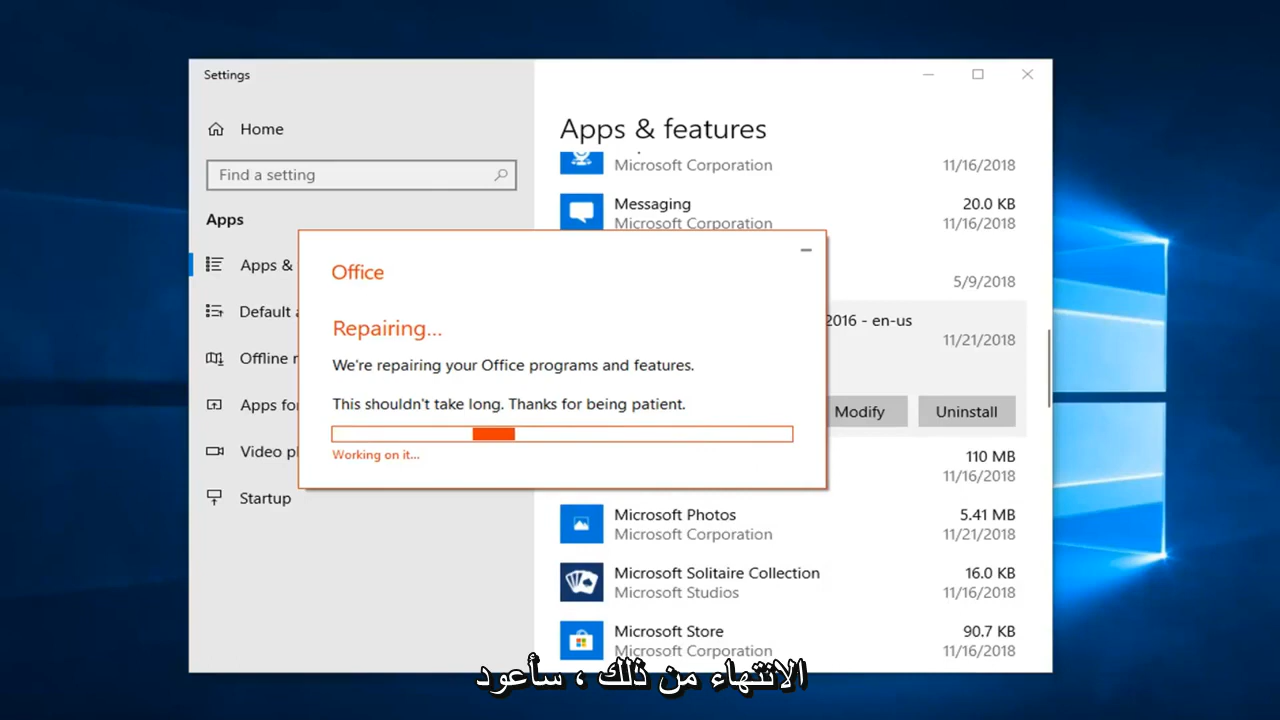 Settings
Home
Find a setting
Apps
Apps &
Default a
Offline r
Apps fo
Video pl
Startup
Apps & features
Microsoft Corporation 11/16/2018
Messaging 20.0 KB
Microsoft Corporation 11/16/2018
5/9/2018
2016 - en-us
11/21/2018
Modify Uninstall
110 MB
11/16/2018
Microsoft Photos 5.41 MB
Microsoft Corporation 11/21/2018
Microsoft Solitaire Collection 16.0 KB
Microsoft Studios 11/16/2018
Microsoft Store 90.7 KB
Microsoft Corporation 11/16/2018
Office
Repairing...
We're repairing your Office programs and features.
This shouldn't take long. Thanks for being patient.
Working on it...
الانتهاء من ذلك ، سأعود